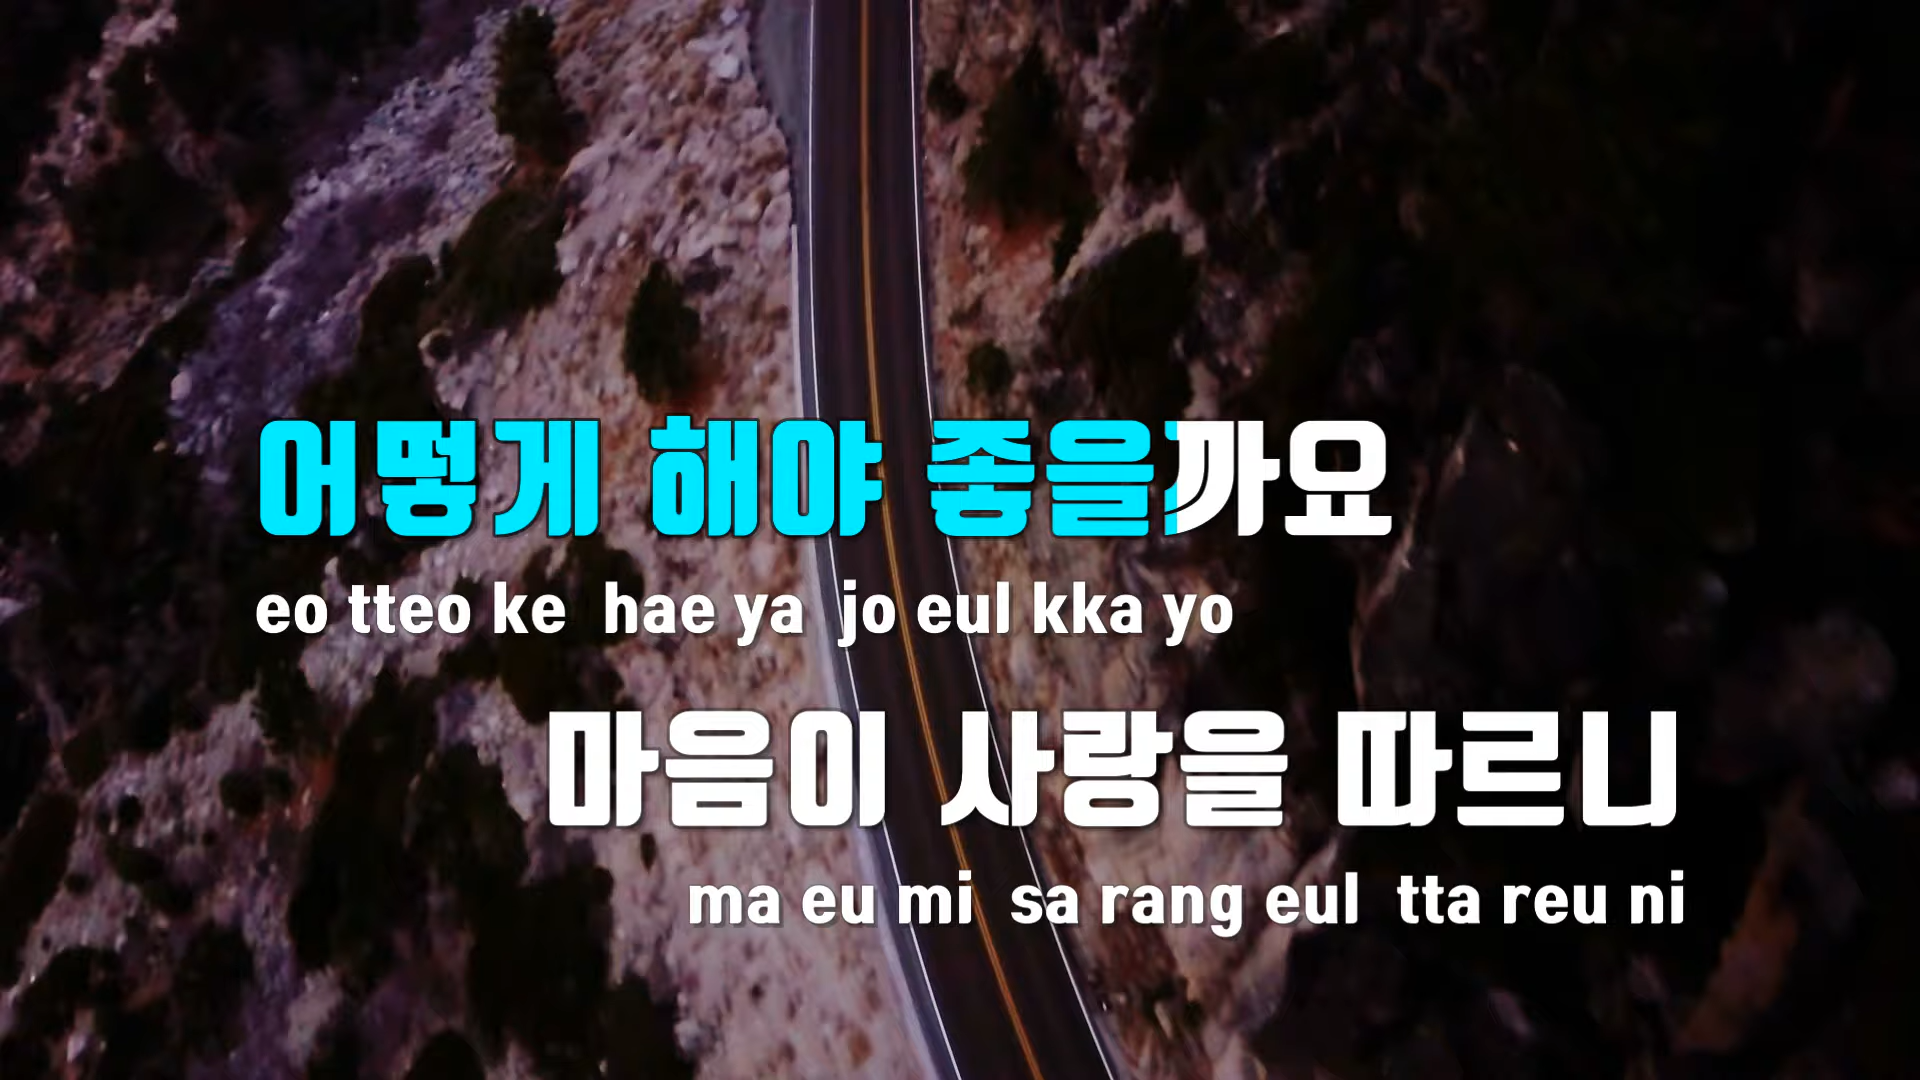 어떻게 해야 좋을까요
eo tteo ke hae ya jo eul kka yo
마음이 사랑을 따르니
ma eu mi sa rang eul tta reu ni